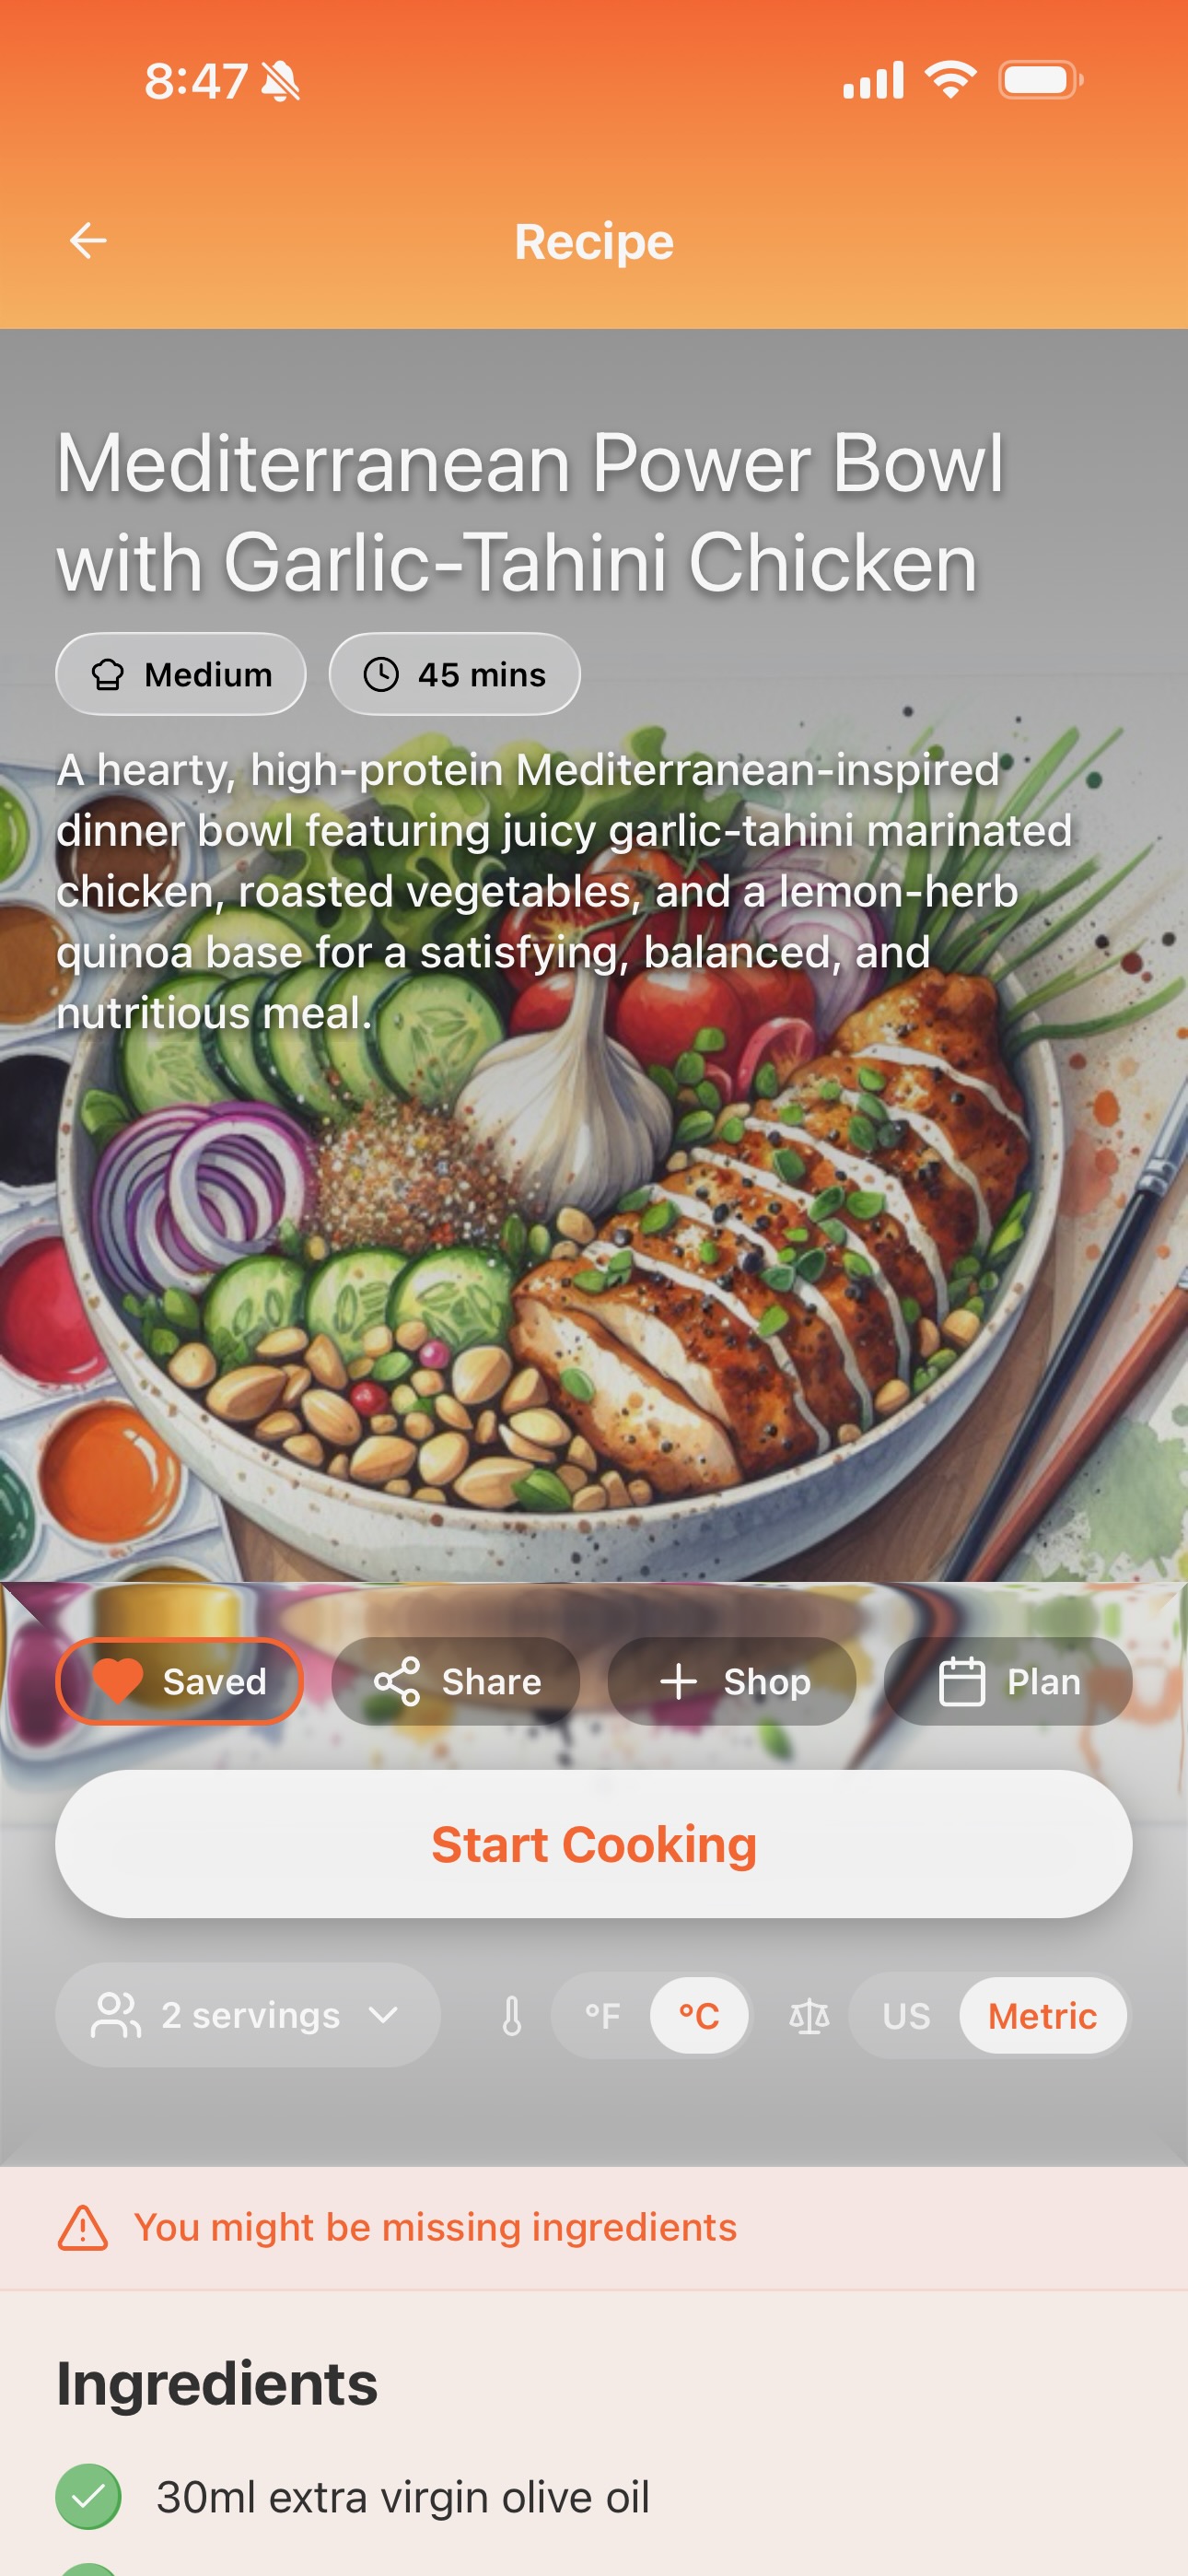 8:47
Recipe
Mediterranean Power Bowl
with Garlic-Tahini Chicken
Medium
45 mins
A hearty, high-protein Mediterranean-inspired
dinner bowl featuring juicy garlic-tahini marinated
chicken, roasted vegetables, and a lemon-herb
quinoa base for a satisfying, balanced, and
nutritious meal.
Saved
Share
Shop
Plan
Start Cooking
2 servings
°F
°C
US
Metric
You might be missing ingredients
Ingredients
30ml extra virgin olive oil